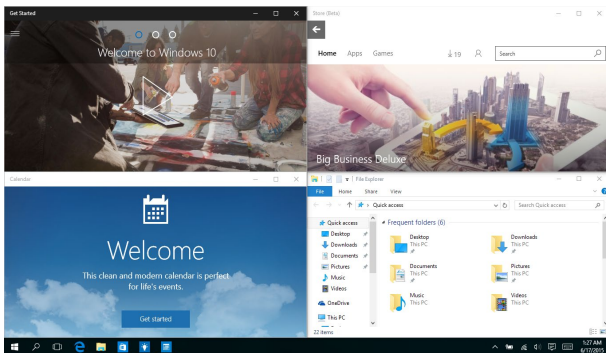 Get Started
Welcome to Windows 10
Store (Beta)
Home Apps Games 19 Search
Big Business Deluxe
Calendar
Welcome
This clean and modern calendar is perfect
for life's events.
Get started
File Explorer
File Home Share View
Quick access Search Quick access
Quick access
Desktop
Downloads
Documents
Pictures
Music
Videos
OneDrive
This PC
Frequent folders (6)
Desktop
This PC
Downloads
This PC
Documents
This PC
Pictures
This PC
Music
This PC
Videos
This PC
22 items
1:27 AM
6/17/2015